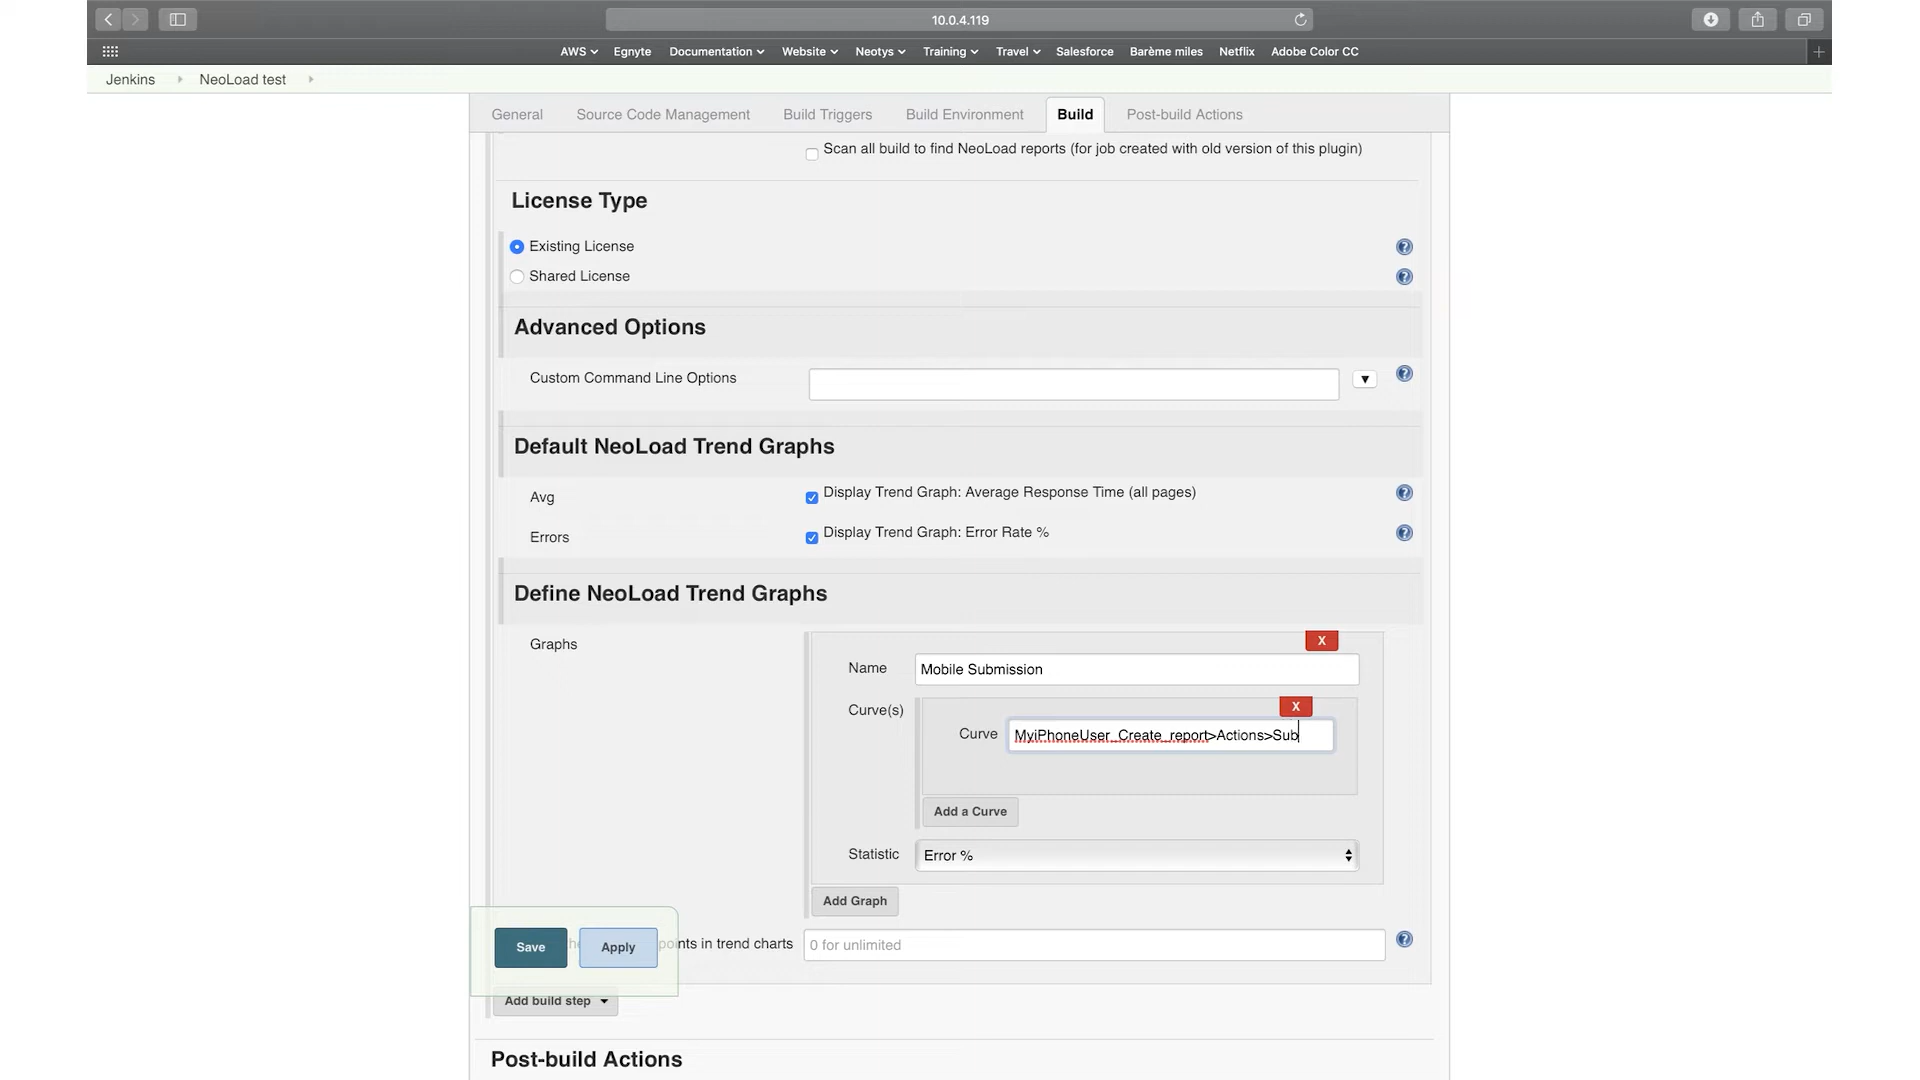 10.0.4.119
AWS Egnyte Documentation Website Neotys Training Travel Salesforce Barème miles Netflix Adobe Color CC
Jenkins NeoLoad test
General Source Code Management Build Triggers Build Environment Build Post-build Actions
Scan all build to find NeoLoad reports (for job created with old version of this plugin)
License Type
Existing License
Shared License
Advanced Options
Custom Command Line Options
Default NeoLoad Trend Graphs
Avg Display Trend Graph: Average Response Time (all pages)
Errors Display Trend Graph: Error Rate %
Define NeoLoad Trend Graphs
Graphs
X
Name Mobile Submission
X
Curve(s)
Curve MyiPhoneUser_Create_report>Actions>Sub
Add a Curve
Statistic Error %
Add Graph
Save Apply in trend charts 0 for unlimited
Add build step
Post-build Actions